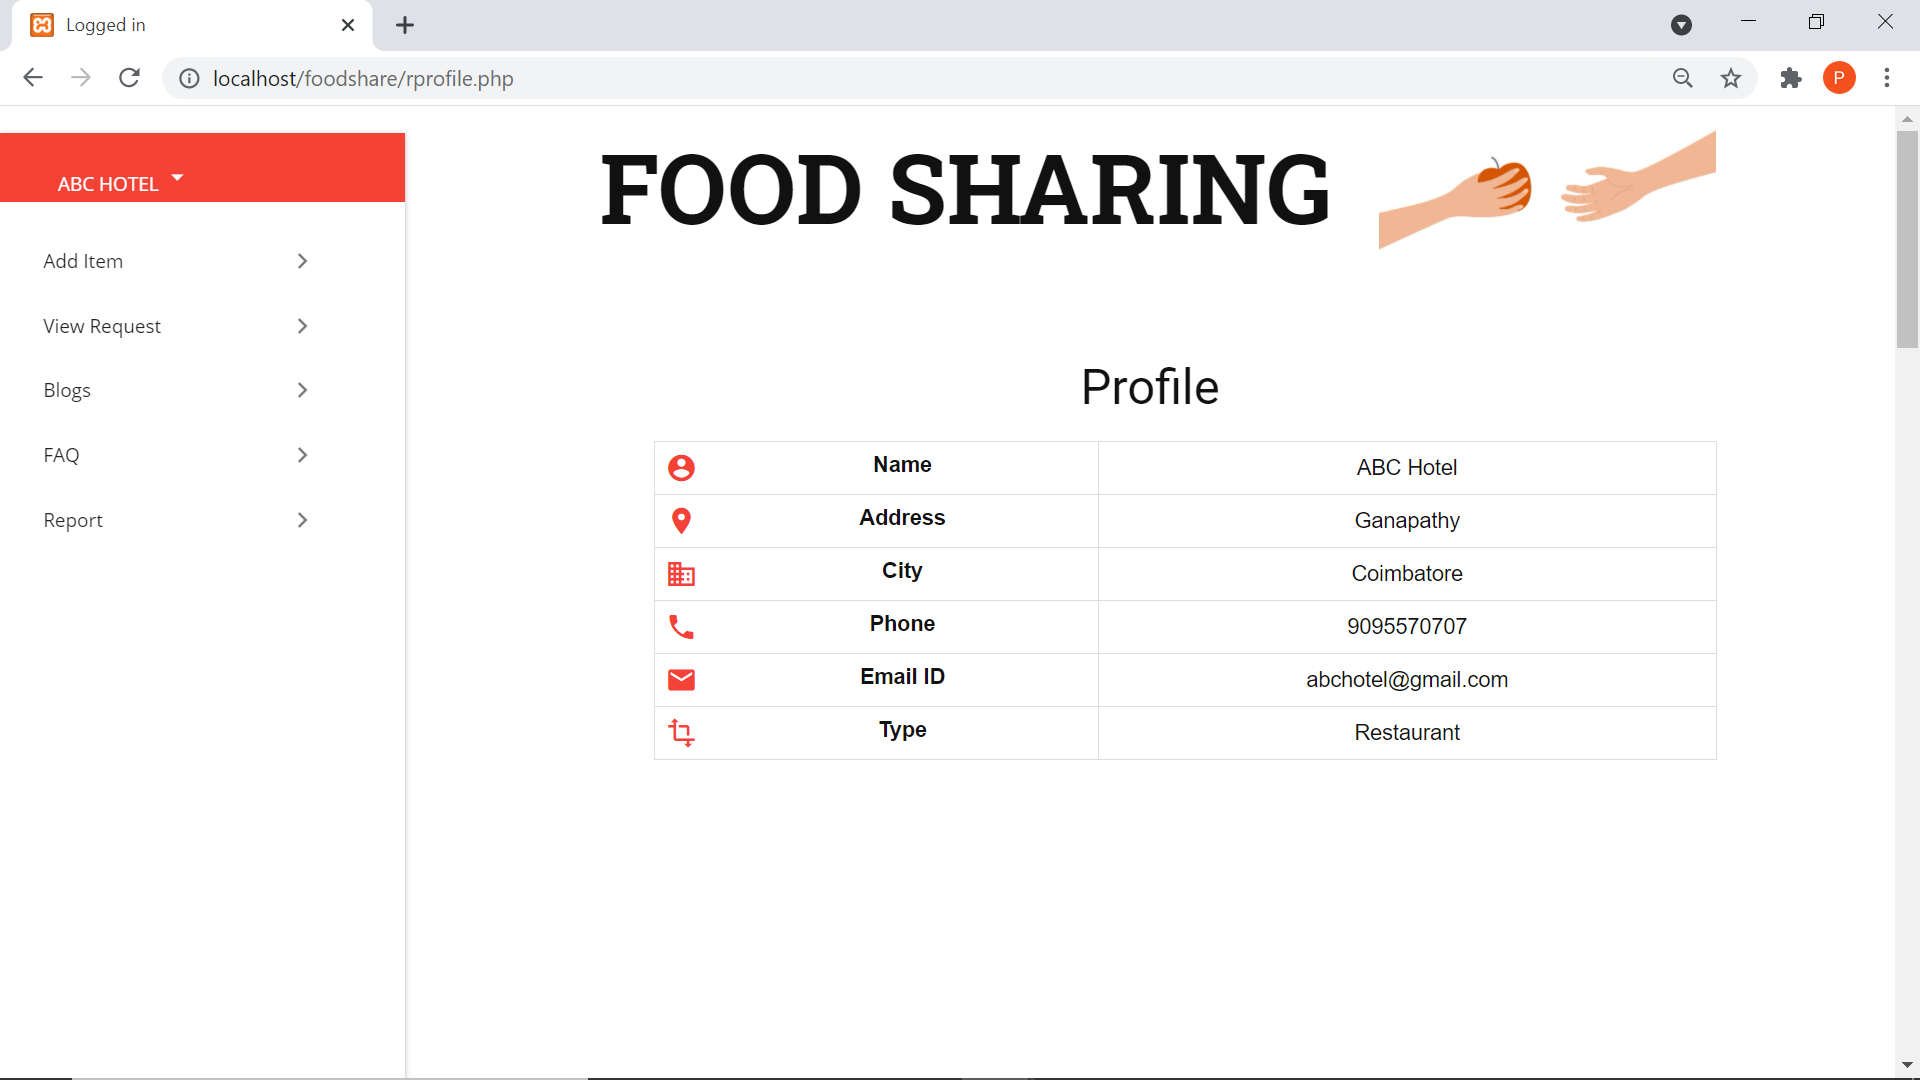 Logged in
localhost/foodshare/rprofile.php
P
ABC HOTEL
Add Item
View Request
Blogs
FAQ
Report
FOOD SHARING
Profile
Name ABC Hotel
Address Ganapathy
City Coimbatore
Phone 9095570707
Email ID abchotel@gmail.com
Type Restaurant